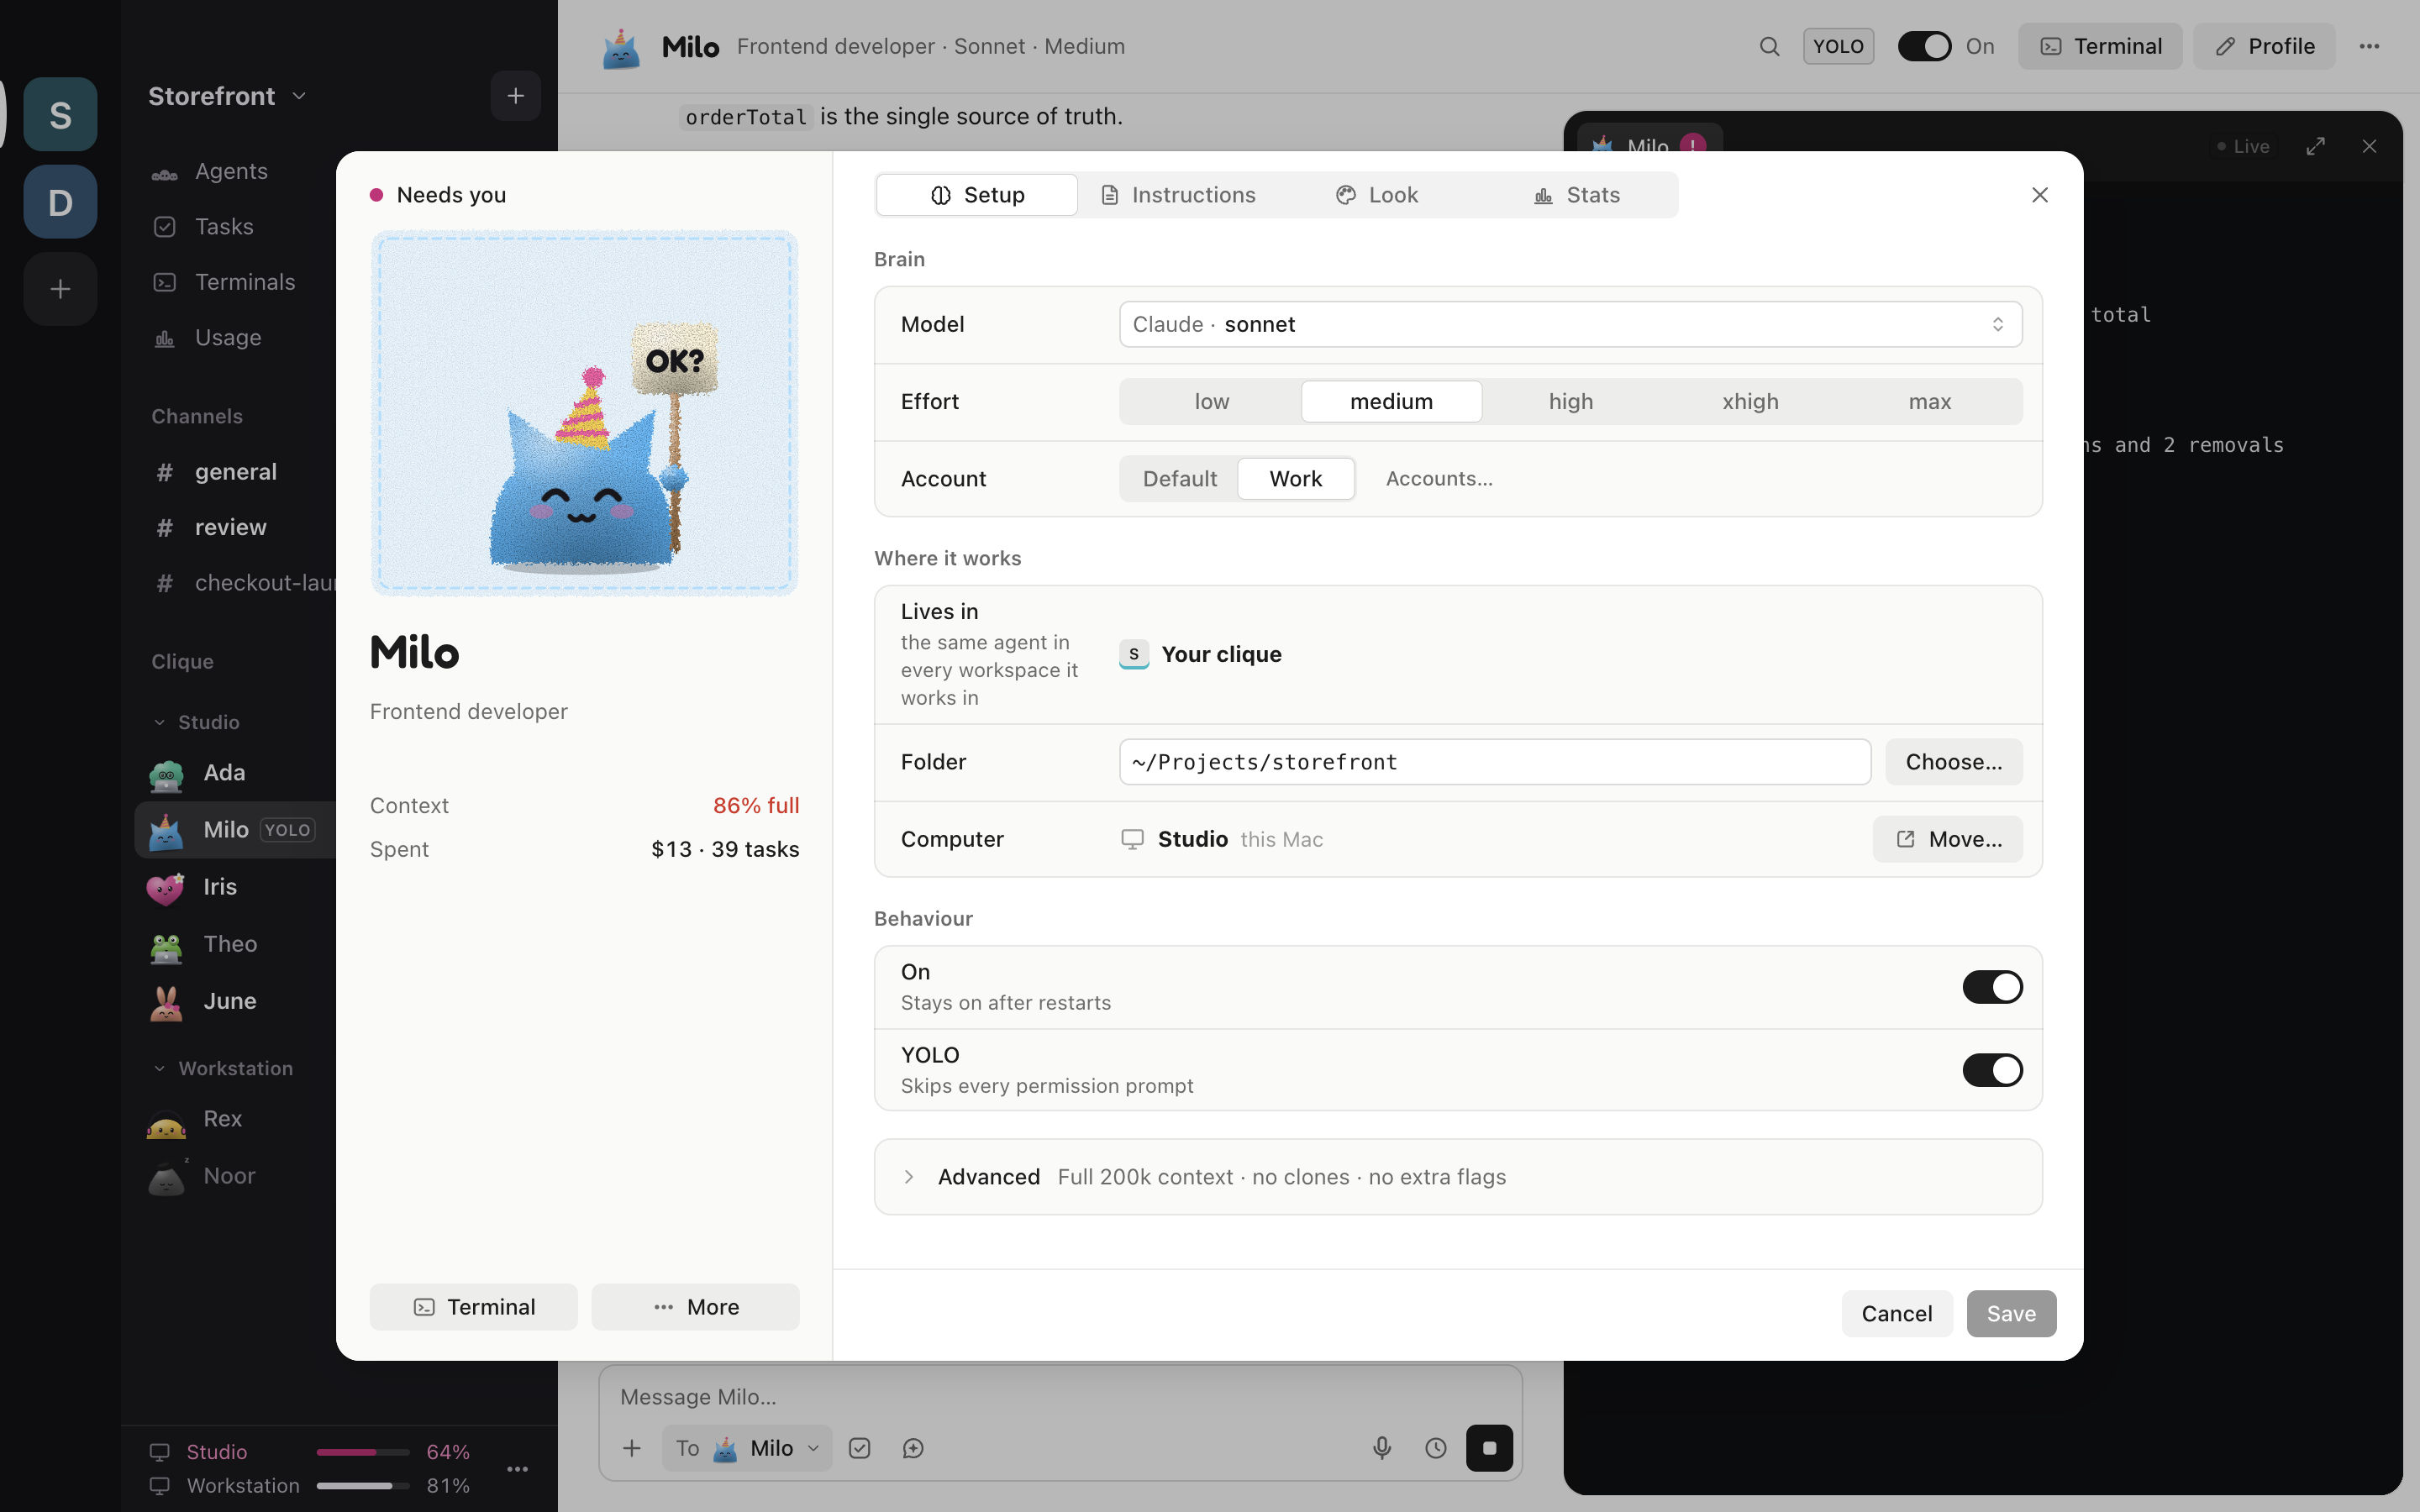 S
D
Storefront
Agents
Tasks
Terminals
Usage
Channels
# general
# review
# checkout-lau
Clique
Studio
Ada
Milo YOLO
Iris
Theo
June
Workstation
Rex
Noor
Studio 64%
Workstation 81%
Milo Frontend developer · Sonnet · Medium
YOLO On Terminal Profile
orderTotal is the single source of truth.
Milo !
Live
total
ns and 2 removals
Needs you
OK?
Milo
Frontend developer
Context 86% full
Spent $13 · 39 tasks
Terminal More
Setup Instructions Look Stats
Brain
Model Claude · sonnet
Effort low medium high xhigh max
Account Default Work Accounts...
Where it works
Lives in
the same agent in
every workspace it
works in
S Your clique
Folder ~/Projects/storefront Choose...
Computer Studio this Mac Move...
Behaviour
On
Stays on after restarts
YOLO
Skips every permission prompt
Advanced Full 200k context · no clones · no extra flags
Cancel Save
Message Milo...
To Milo